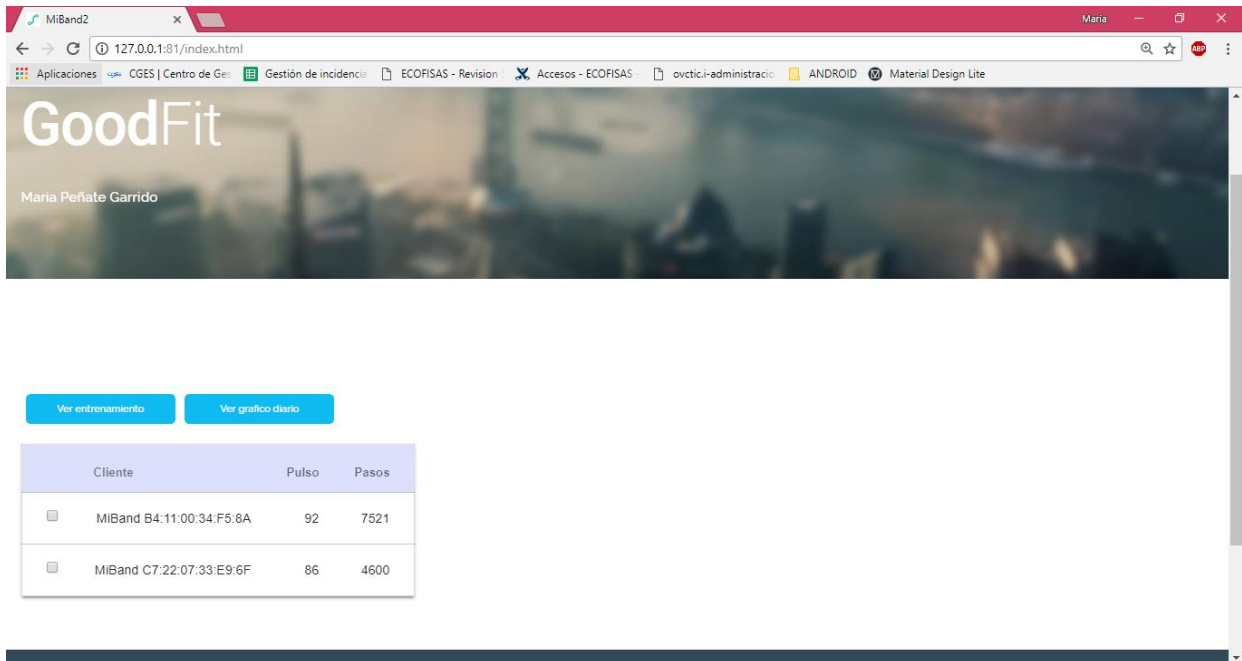 MiBand2
Maria
127.0.0.1:81/index.html
ABP
Aplicaciones CGES | Centro de Ges Gestión de incidencia ECOFISAS - Revision Accesos - ECOFISAS - ovctic.i-administracio ANDROID Material Design Lite
GoodFit
Maria Peñate Garrido
Ver entrenamiento Ver grafico diario
Cliente Pulso Pasos
MiBand B4:11:00:34:F5:8A 92 7521
MiBand C7:22:07:33:E9:6F 86 4600